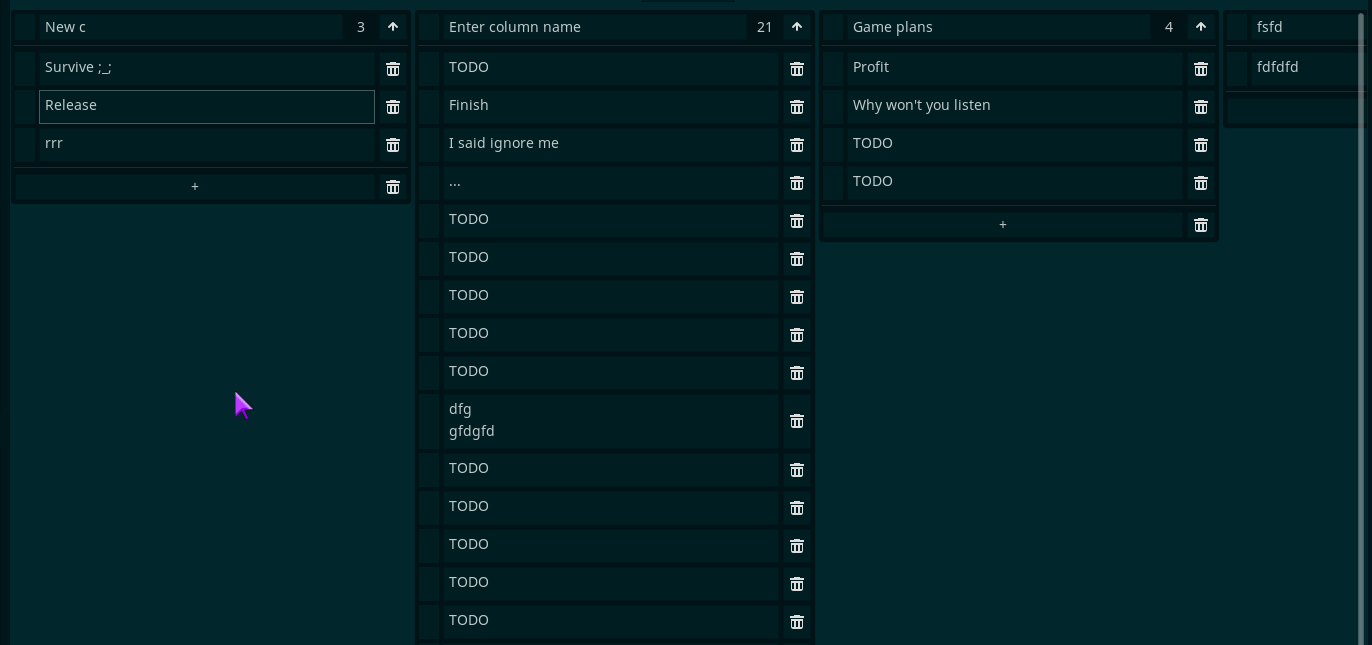 New c 3
Survive ;_;
Release
rrr
+
Enter column name 21
TODO
Finish
I said ignore me
...
TODO
TODO
TODO
TODO
TODO
dfg
gfdgfd
TODO
TODO
TODO
TODO
TODO
Game plans 4
Profit
Why won't you listen
TODO
TODO
+
fsfd
fdfdfd